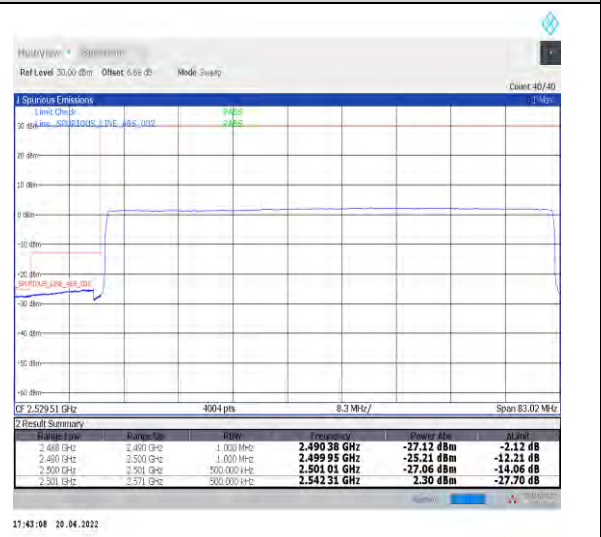 MultiView Spectrum
Ref Level 30.00 dBm Offset 6.68 dB Mode Sweep
Count 40/40
1 Spurious Emissions
Limit Check PASS
Line _SPURIOUS_LINE_ABS_002 PASS
30 dBm
20 dBm
10 dBm
0 dBm
-10 dBm
-20 dBm
_SPURIOUS_LINE_ABS_002
-30 dBm
-40 dBm
-50 dBm
-60 dBm
CF 2.52951 GHz 4004 pts 8.3 MHz/ Span 83.02 MHz
2 Result Summary
Range Low Range Up RBW Frequency Power Abs ΔLimit
2.488 GHz 2.490 GHz 1.000 MHz 2.490 38 GHz -27.12 dBm -2.12 dB
2.490 GHz 2.500 GHz 1.000 MHz 2.499 95 GHz -25.21 dBm -12.21 dB
2.500 GHz 2.501 GHz 500.000 kHz 2.501 01 GHz -27.06 dBm -14.06 dB
2.501 GHz 2.571 GHz 500.000 kHz 2.542 31 GHz 2.30 dBm -27.70 dB
17:43:08 20.04.2022